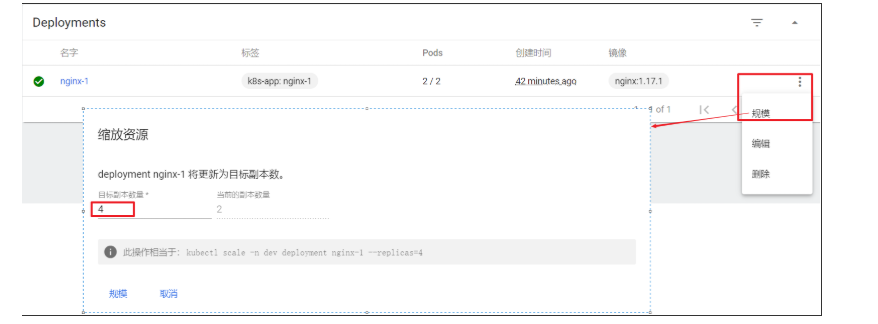 Deployments
名字 标签 Pods 创建时间 镜像
nginx-1 k8s-app: nginx-1 2 / 2 42 minutes ago nginx:1.17.1
of 1
规模
编辑
删除
缩放资源
deployment nginx-1 将更新为目标副本数。
目标副本数量 * 当前的副本数量
4 2
此操作相当于: kubectl scale -n dev deployment nginx-1 --replicas=4
规模 取消